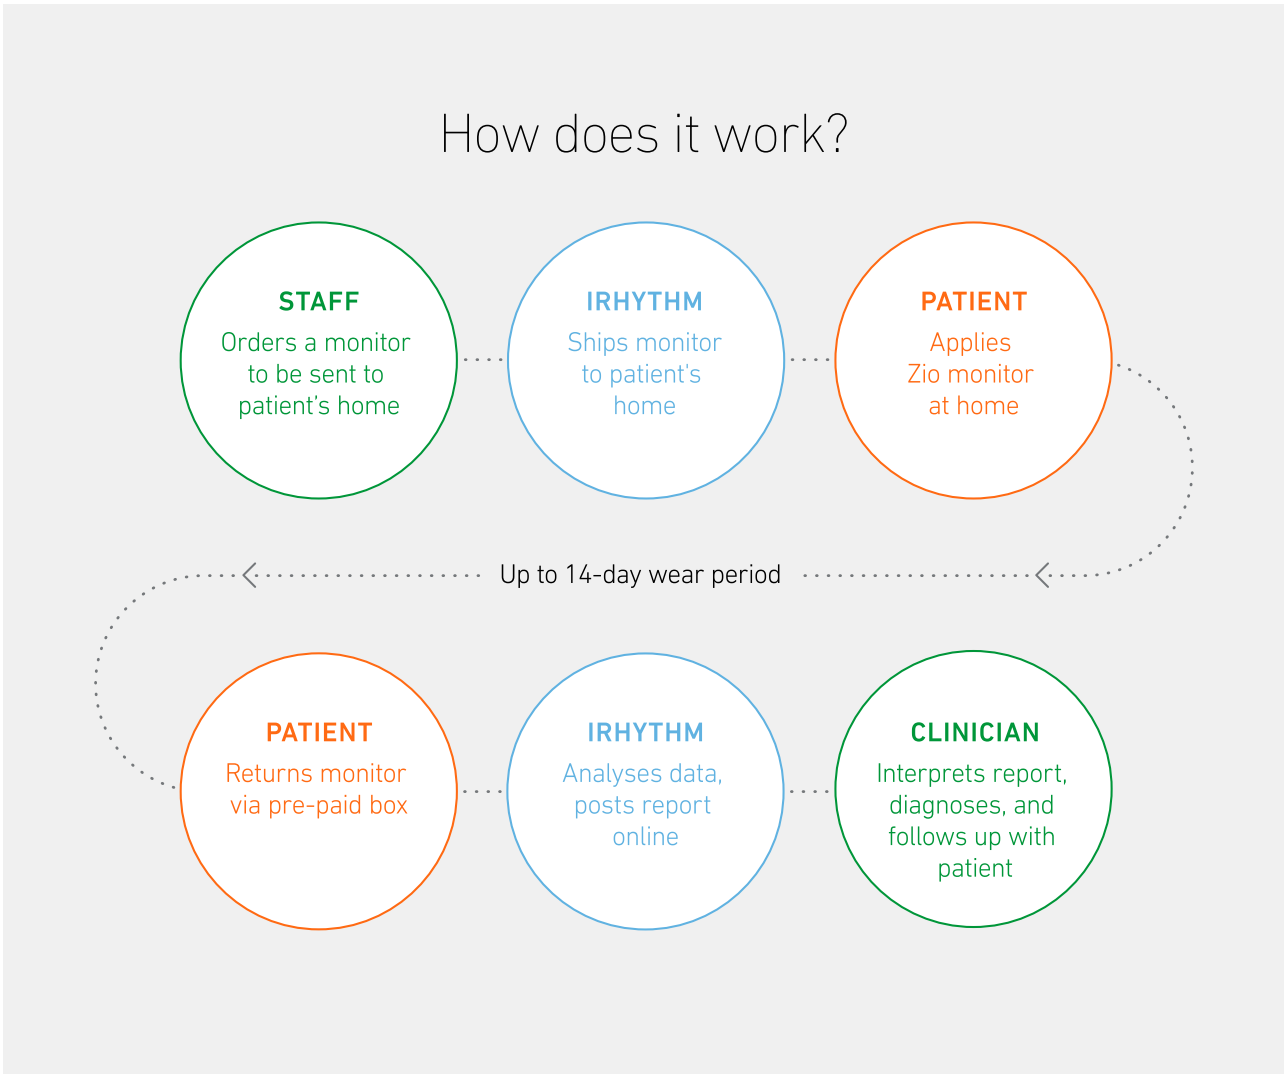 How does it work?
STAFF
Orders a monitor
to be sent to
patient’s home
IRHYTHM
Ships monitor
to patient's
home
PATIENT
Applies
Zio monitor
at home
Up to 14-day wear period
PATIENT
Returns monitor
via pre-paid box
IRHYTHM
Analyses data,
posts report
online
CLINICIAN
Interprets report,
diagnoses, and
follows up with
patient